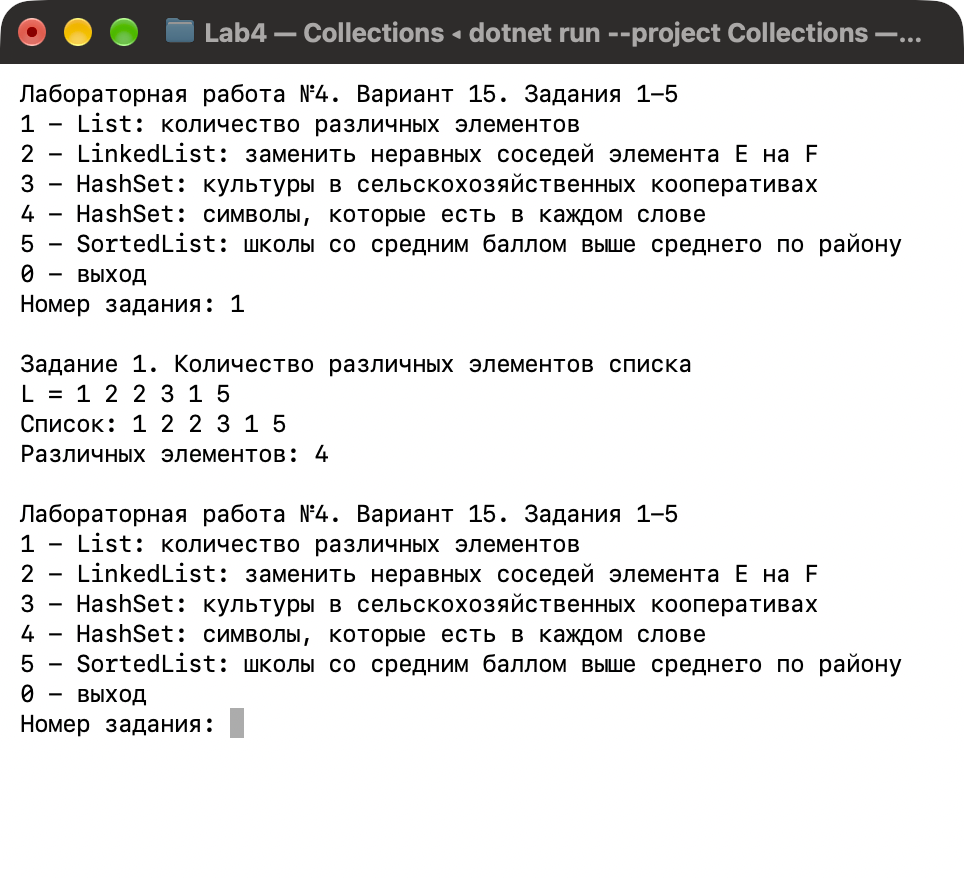 Lab4 — Collections ◂ dotnet run --project Collections —...
Лабораторная работа №4. Вариант 15. Задания 1–5
1 – List: количество различных элементов
2 – LinkedList: заменить неравных соседей элемента E на F
3 – HashSet: культуры в сельскохозяйственных кооперативах
4 – HashSet: символы, которые есть в каждом слове
5 – SortedList: школы со средним баллом выше среднего по району
0 – выход
Номер задания: 1
Задание 1. Количество различных элементов списка
L = 1 2 2 3 1 5
Список: 1 2 2 3 1 5
Различных элементов: 4
Лабораторная работа №4. Вариант 15. Задания 1–5
1 – List: количество различных элементов
2 – LinkedList: заменить неравных соседей элемента E на F
3 – HashSet: культуры в сельскохозяйственных кооперативах
4 – HashSet: символы, которые есть в каждом слове
5 – SortedList: школы со средним баллом выше среднего по району
0 – выход
Номер задания: